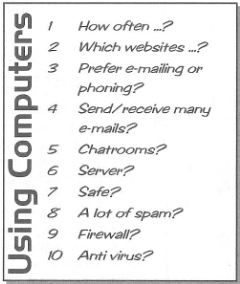 Using Computers
1 How often ...?
2 Which websites ...?
3 Prefer e-mailing or
phoning?
4 Send/receive many
e-mails?
5 Chatrooms?
6 Server?
7 Safe?
8 A lot of spam?
9 Firewall?
10 Anti virus?